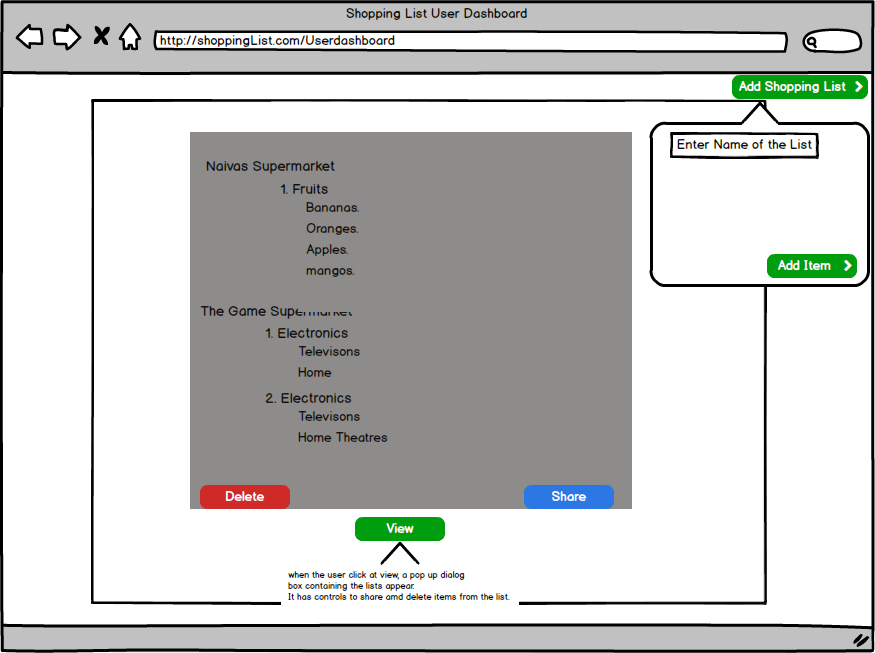 Shopping List User Dashboard
http://shoppingList.com/Userdashboard
Add Shopping List
Enter Name of the List
Naivas Supermarket
1. Fruits
Bananas.
Oranges.
Apples.
mangos.
Add Item
The Game Supermarket
1. Electronics
Televisons
Home
2. Electronics
Televisons
Home Theatres
Delete
Share
View
when the user click at view, a pop up dialog
box containing the lists appear.
It has controls to share amd delete items from the list.